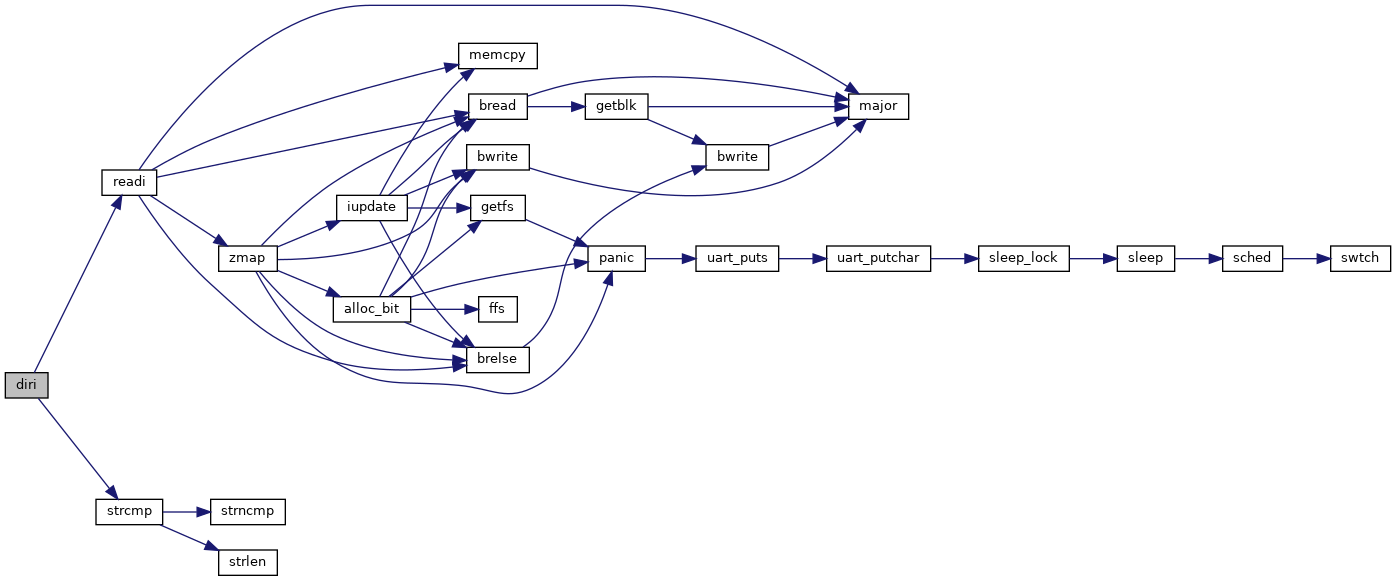 memcpy
bread
getblk
major
bwrite
bwrite
readi
iupdate
getfs
zmap
panic
uart_puts
uart_putchar
sleep_lock
sleep
sched
swtch
alloc_bit
ffs
brelse
diri
strcmp
strncmp
strlen